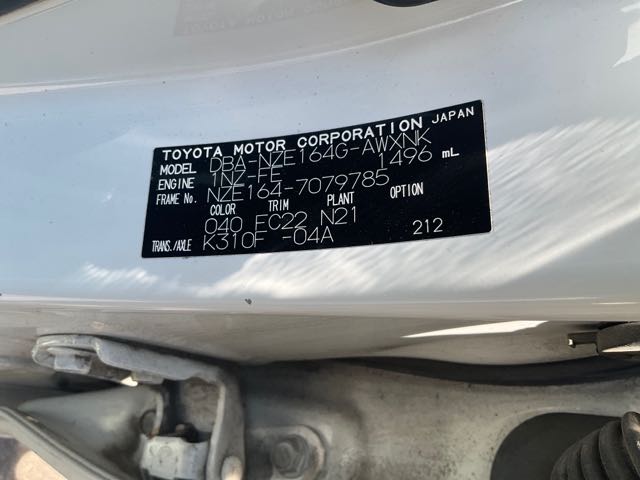 TOYOTA MOTOR CORPORATION JAPAN
MODEL DBA-NZE164G-AWXNK
ENGINE 1NZ-FE 1496 mL
FRAME No. NZE164-7079785
COLOR TRIM PLANT OPTION
040 FC22 N21
TRANS./AXLE K310F -04A 212